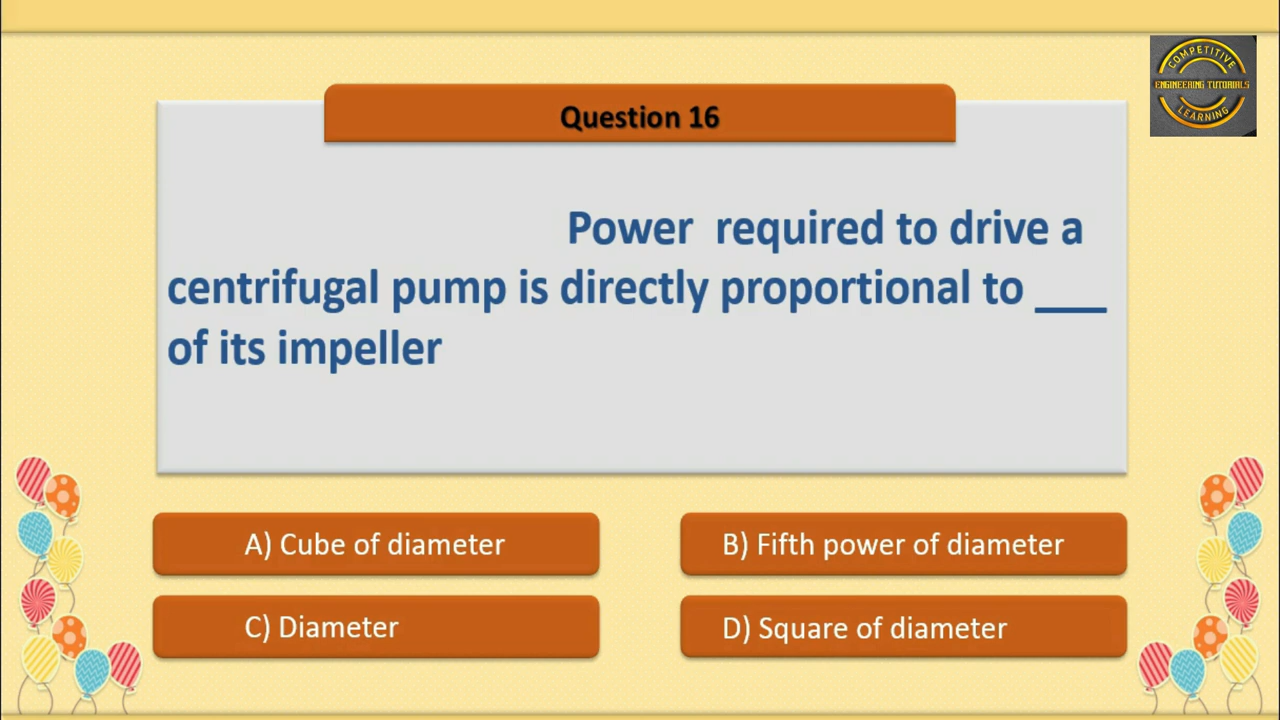 COMPETITIVE
ENGINEERING TUTORIALS
LEARNING
Question 16
Power required to drive a
centrifugal pump is directly proportional to ___
of its impeller
A) Cube of diameter
B) Fifth power of diameter
C) Diameter
D) Square of diameter